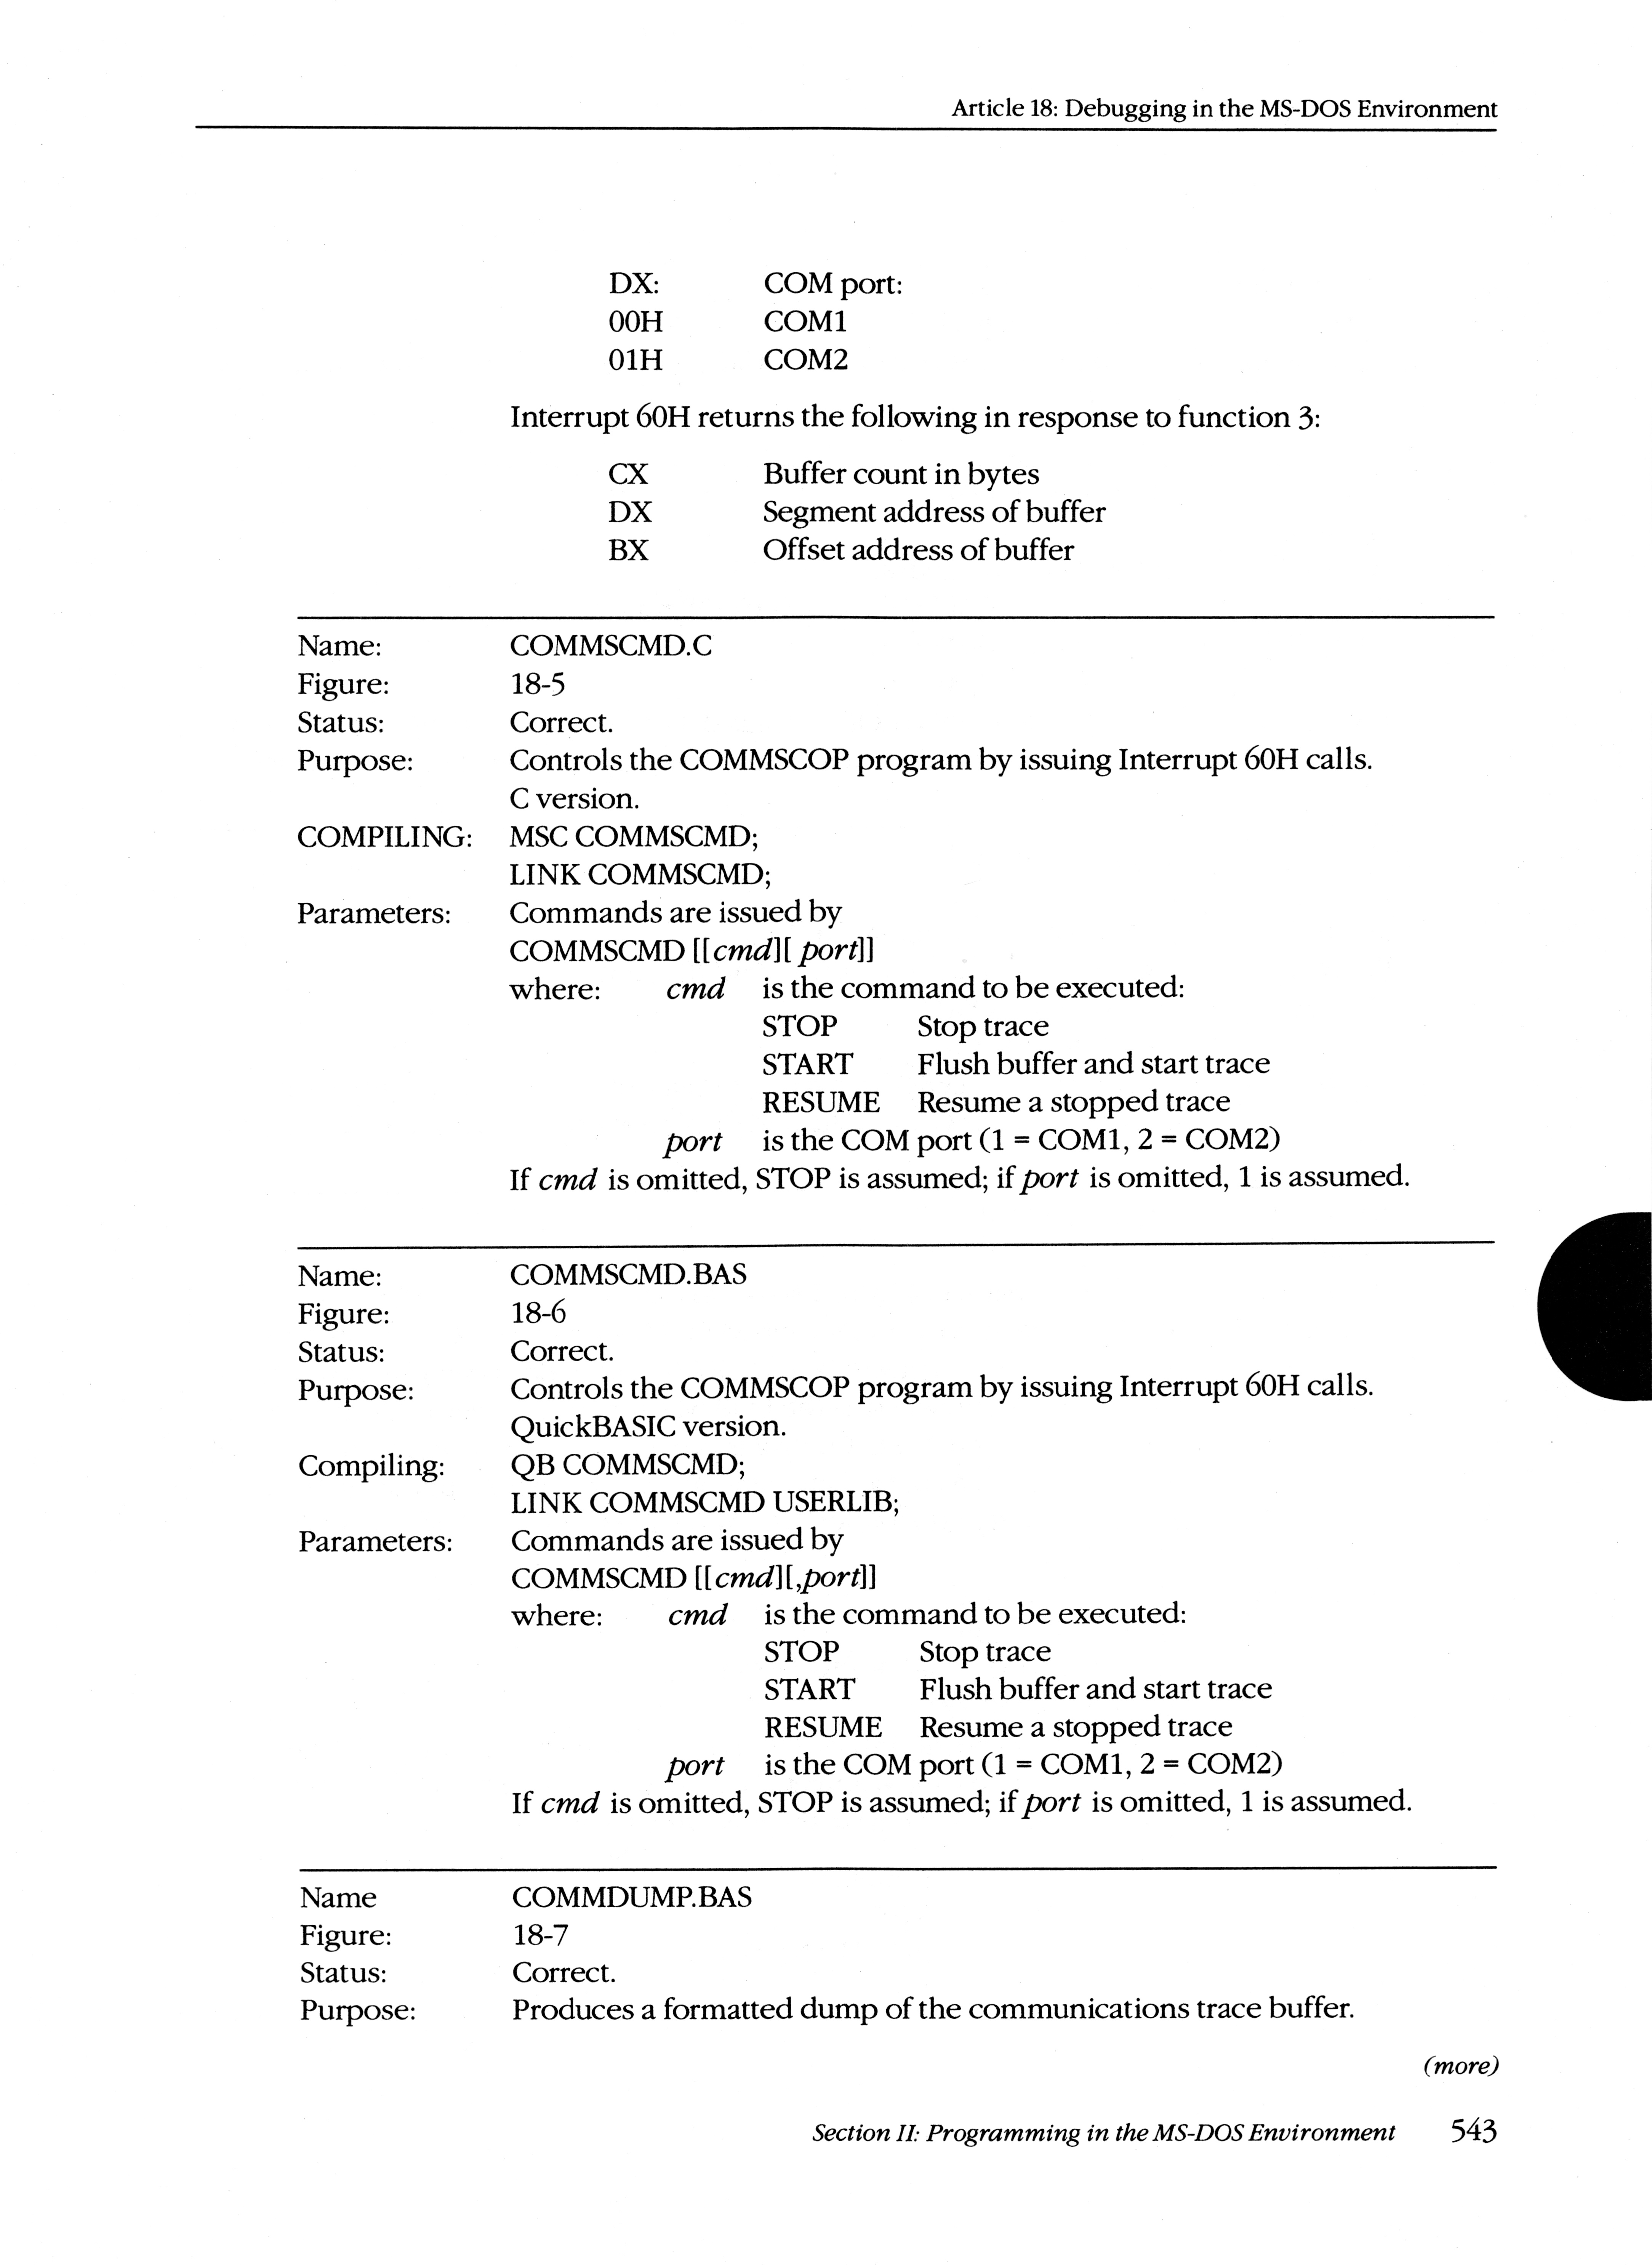 Article 18: Debugging in the MS-DOS Environment
DX: COM port:
00H COM1
01H COM2
Interrupt 60H returns the following in response to function 3:
CX Buffer count in bytes
DX Segment address of buffer
BX Offset address of buffer
Name: COMMSCMD.C
Figure: 18-5
Status: Correct.
Purpose: Controls the COMMSCOP program by issuing Interrupt 60H calls.
C version.
COMPILING: MSC COMMSCMD;
LINK COMMSCMD;
Parameters: Commands are issued by
COMMSCMD [[cmd][ port]]
where: cmd is the command to be executed:
STOP Stop trace
START Flush buffer and start trace
RESUME Resume a stopped trace
port is the COM port (1 = COM1, 2 = COM2)
If cmd is omitted, STOP is assumed; if port is omitted, 1 is assumed.
Name: COMMSCMD.BAS
Figure: 18-6
Status: Correct.
Purpose: Controls the COMMSCOP program by issuing Interrupt 60H calls.
QuickBASIC version.
Compiling: QB COMMSCMD;
LINK COMMSCMD USERLIB;
Parameters: Commands are issued by
COMMSCMD [[cmd][,port]]
where: cmd is the command to be executed:
STOP Stop trace
START Flush buffer and start trace
RESUME Resume a stopped trace
port is the COM port (1 = COM1, 2 = COM2)
If cmd is omitted, STOP is assumed; if port is omitted, 1 is assumed.
Name COMMDUMP.BAS
Figure: 18-7
Status: Correct.
Purpose: Produces a formatted dump of the communications trace buffer.
(more)
Section II: Programming in the MS-DOS Environment 543